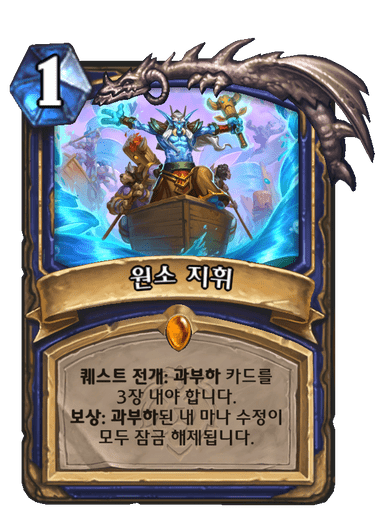 1
원소 지휘
퀘스트 전개: 과부하 카드를
3장 내야 합니다.
보상: 과부하된 내 마나 수정이
모두 잠금 해제됩니다.